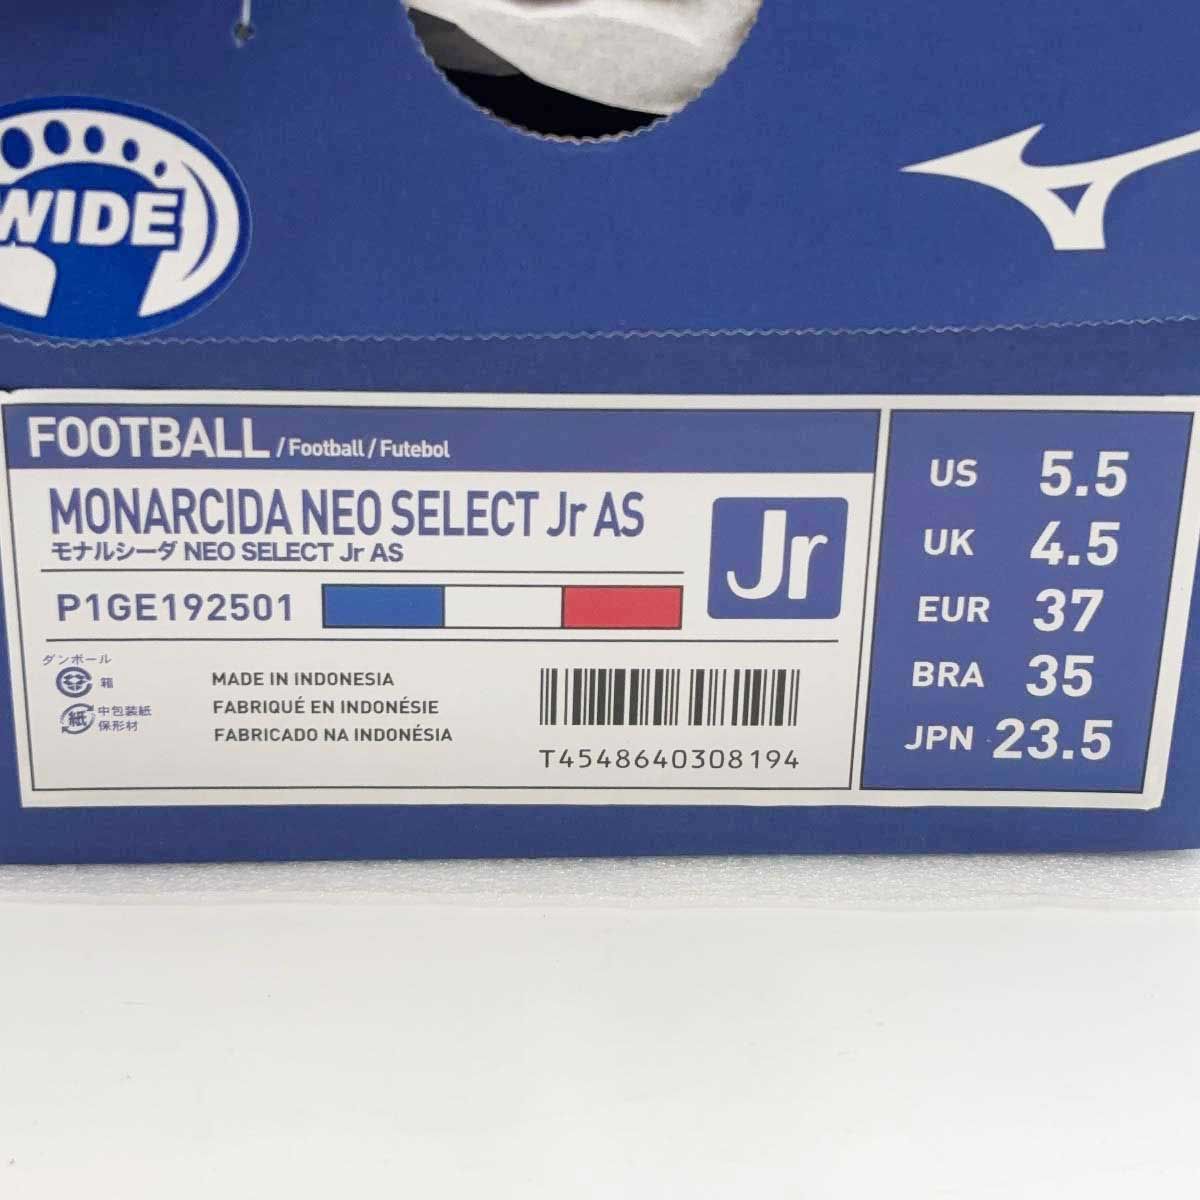 WIDE
FOOTBALL / Football / Futebol
MONARCIDA NEO SELECT Jr AS
モナルシーダ NEO SELECT Jr AS
Jr
P1GE192501
ダンボール
箱
紙
中包装紙
保形材
MADE IN INDONESIA
FABRIQUÉ EN INDONÉSIE
FABRICADO NA INDONÉSIA
T4548640308194
US 5.5
UK 4.5
EUR 37
BRA 35
JPN 23.5